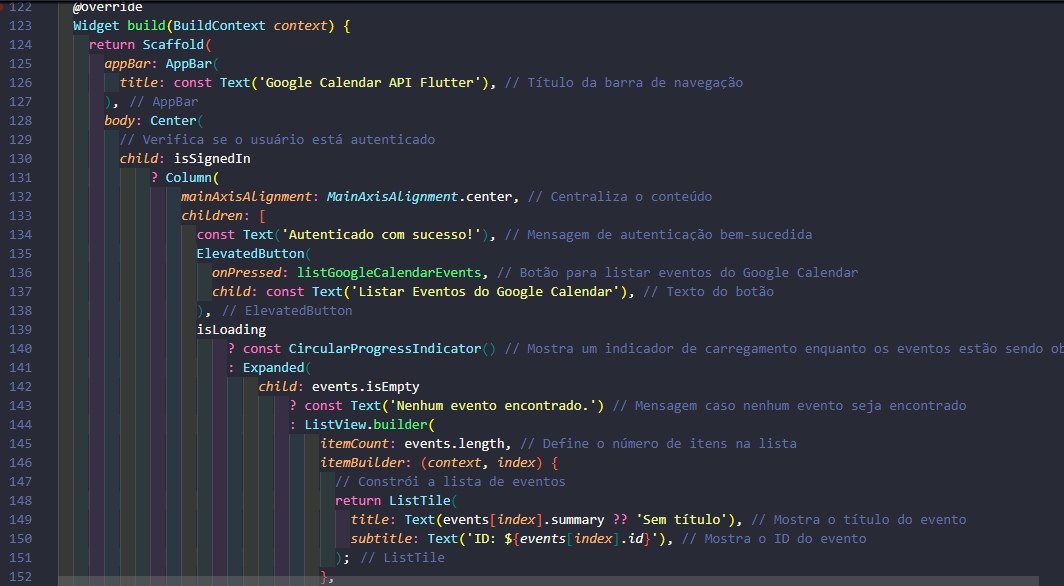 122 @override
123 Widget build(BuildContext context) {
124 return Scaffold(
125 appBar: AppBar(
126 title: const Text('Google Calendar API Flutter'), // Título da barra de navegação
127 ), // AppBar
128 body: Center(
129 // Verifica se o usuário está autenticado
130 child: isSignedIn
131 ? Column(
132 mainAxisAlignment: MainAxisAlignment.center, // Centraliza o conteúdo
133 children: [
134 const Text('Autenticado com sucesso!'), // Mensagem de autenticação bem-sucedida
135 ElevatedButton(
136 onPressed: listGoogleCalendarEvents, // Botão para listar eventos do Google Calendar
137 child: const Text('Listar Eventos do Google Calendar'), // Texto do botão
138 ), // ElevatedButton
139 isLoading
140 ? const CircularProgressIndicator() // Mostra um indicador de carregamento enquanto os eventos estão sendo ob
141 : Expanded(
142 child: events.isEmpty
143 ? const Text('Nenhum evento encontrado.') // Mensagem caso nenhum evento seja encontrado
144 : ListView.builder(
145 itemCount: events.length, // Define o número de itens na lista
146 itemBuilder: (context, index) {
147 // Constrói a lista de eventos
148 return ListTile(
149 title: Text(events[index].summary ?? 'Sem título'), // Mostra o título do evento
150 subtitle: Text('ID: ${events[index].id}'), // Mostra o ID do evento
151 ); // ListTile
152 },